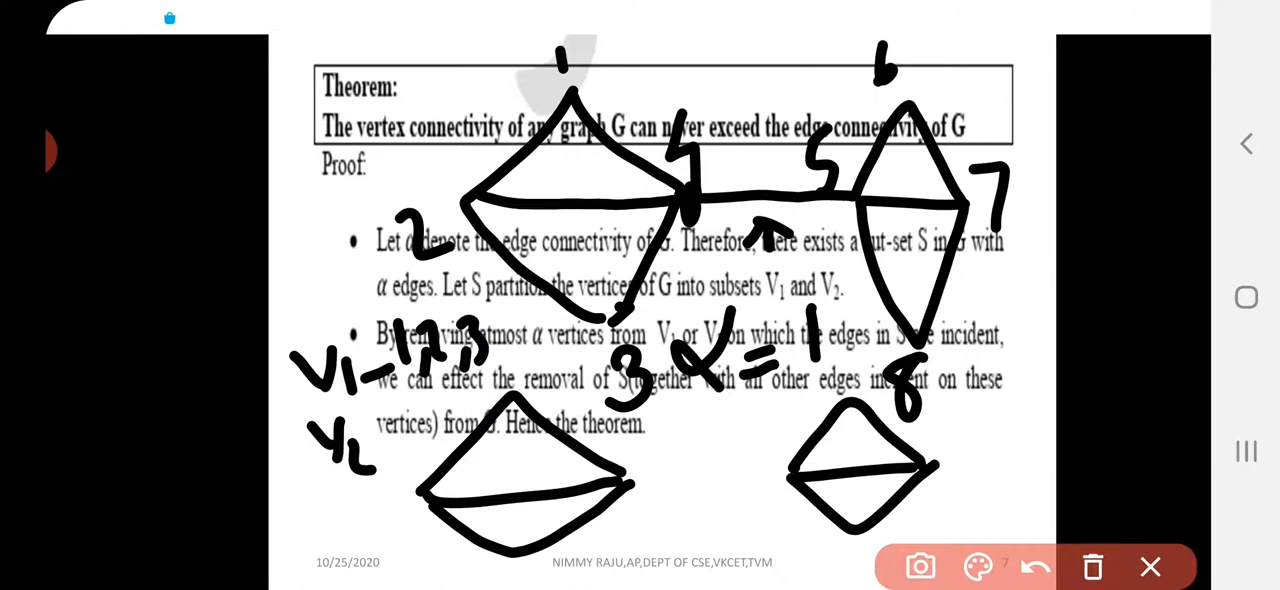 Theorem:
The vertex connectivity of any graph G can never exceed the edge connectivity of G
Proof:
1
6
4
5
7
2
• Let α denote the edge connectivity of G. Therefore, there exists a cut-set S in G with
α edges. Let S partition the vertices of G into subsets V1 and V2.
• By removing atmost α vertices from V1 or V2 on which the edges in S are incident,
we can effect the removal of S(together with all other edges incident on these
vertices) from G. Hence the theorem.
3
α = 1
8
V1 - 1, 2, 3
V2
10/25/2020
NIMMY RAJU,AP,DEPT OF CSE,VKCET,TVM
7